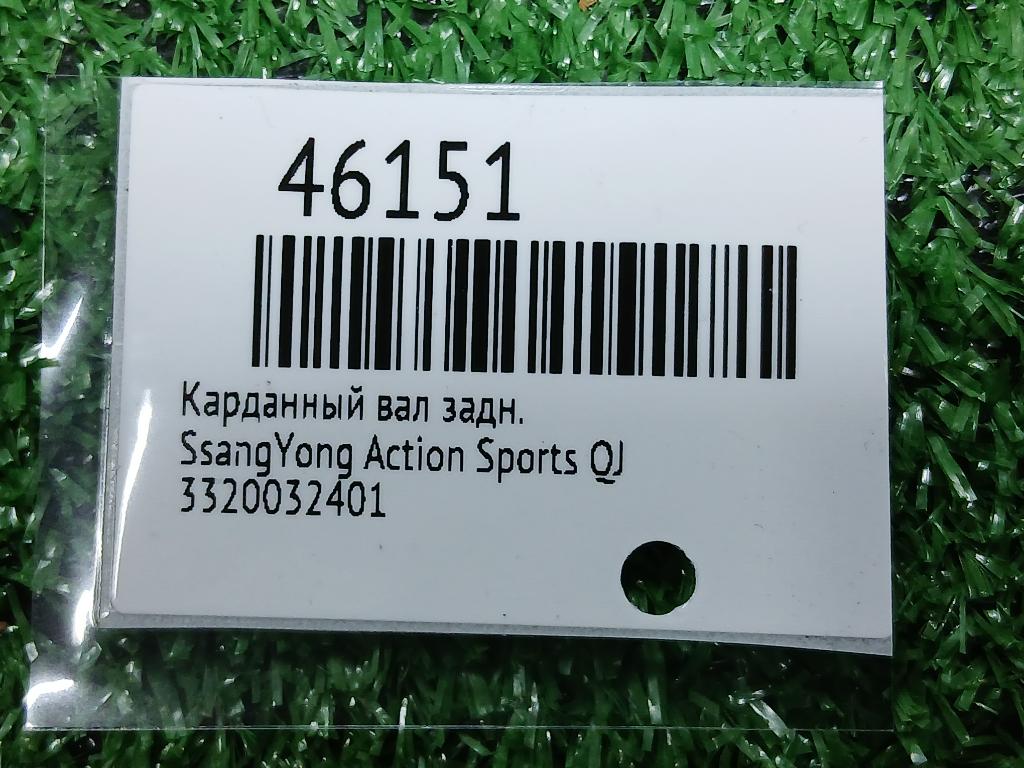 46151
Карданный вал задн.
SsangYong Action Sports QJ
3320032401